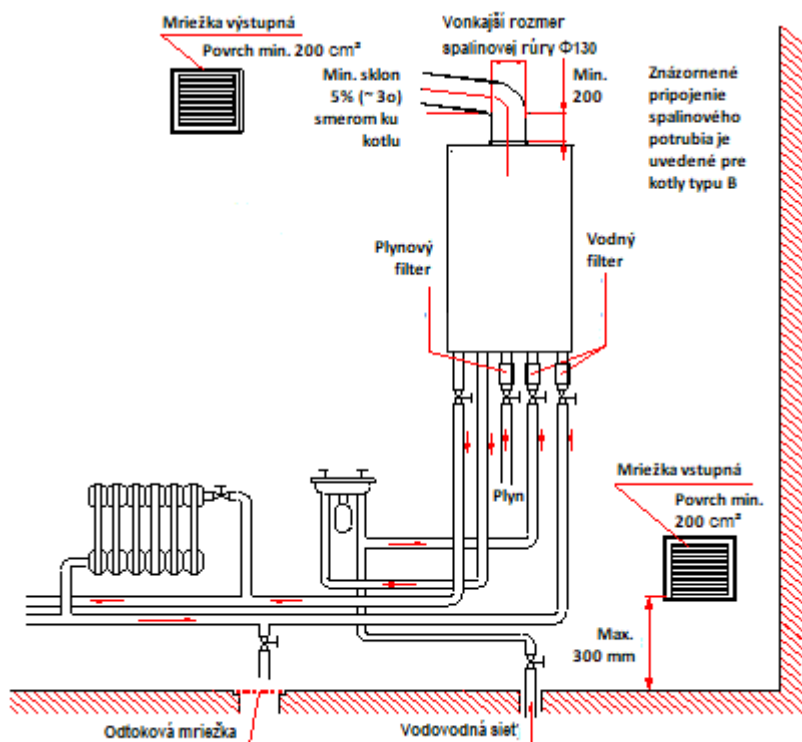 Mriežka výstupná
Povrch min. 200 cm²
Vonkajší rozmer
spalinovej rúry Φ130
Min. sklon
5% (~ 3o)
smerom ku
kotlu
Min.
200
Znázornené
pripojenie
spalinového
potrubia je
uvedené pre
kotly typu B
Plynový
filter
Vodný
filter
Plyn
Mriežka vstupná
Povrch min.
200 cm²
Max.
300 mm
Odtoková mriežka
Vodovodná sieť